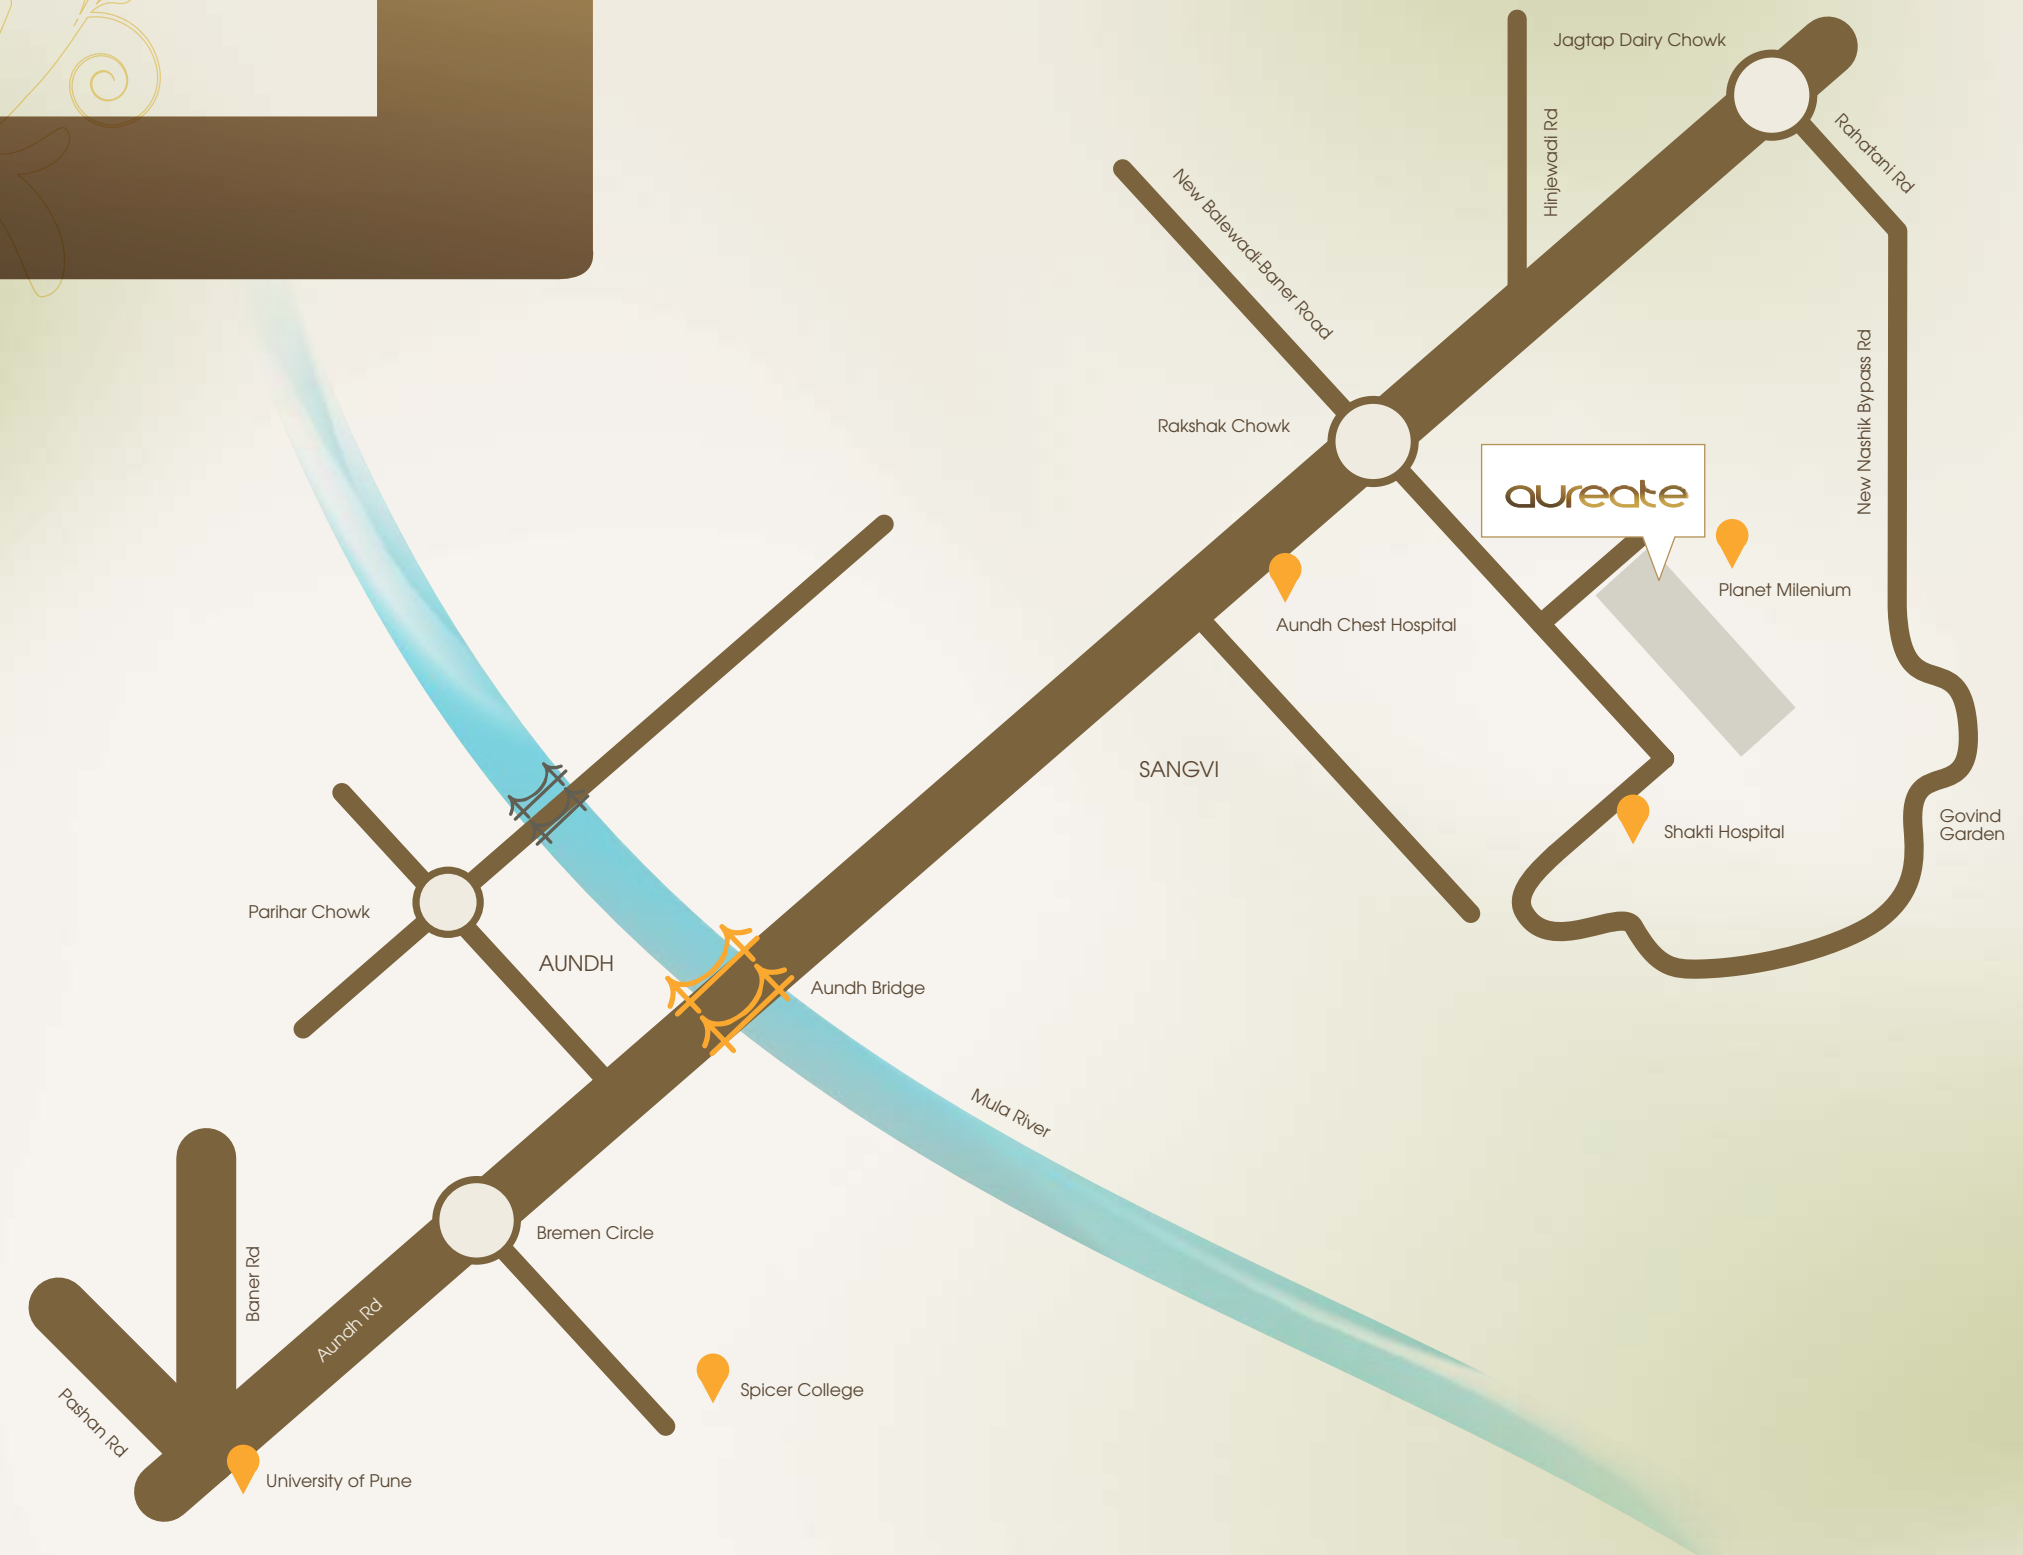 Jagtap Dairy Chowk
Rahatani Rd
Hinjewadi Rd
New Balewadi-Baner Road
New Nashik Bypass Rd
Rakshak Chowk
aureate
Planet Milenium
Aundh Chest Hospital
SANGVI
Shakti Hospital
Govind
Garden
Parihar Chowk
AUNDH
Aundh Bridge
Mula River
Bremen Circle
Baner Rd
Aundh Rd
Pashan Rd
Spicer College
University of Pune